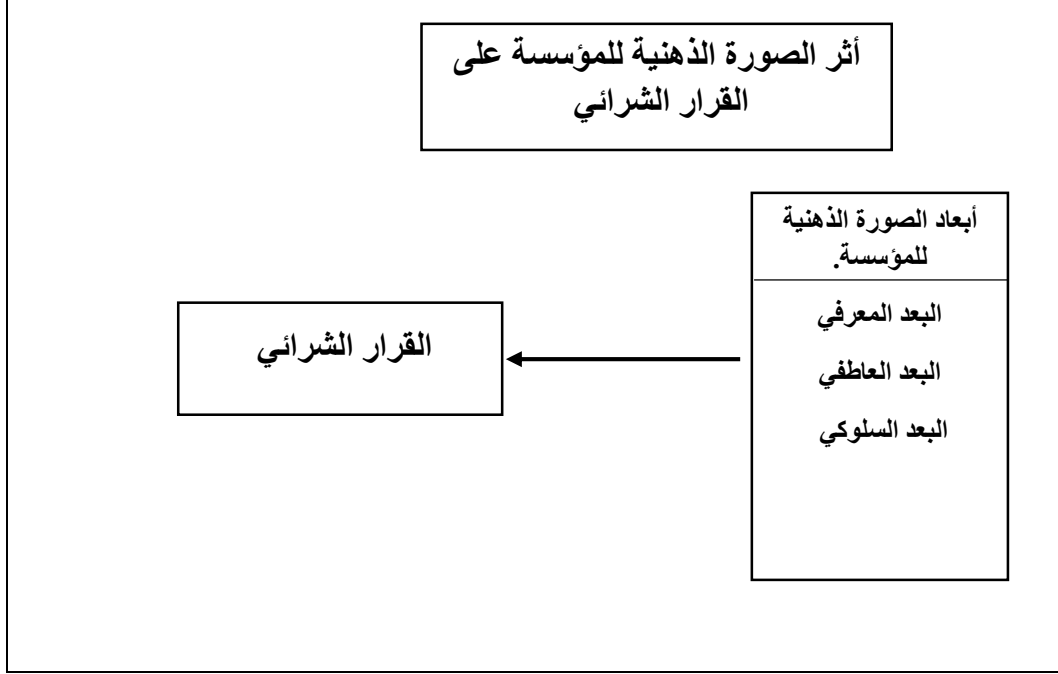 أثر الصورة الذهنية للمؤسسة على
القرار الشرائي
أبعاد الصورة الذهنية
للمؤسسة.
البعد المعرفي
البعد العاطفي
البعد السلوكي
القرار الشرائي